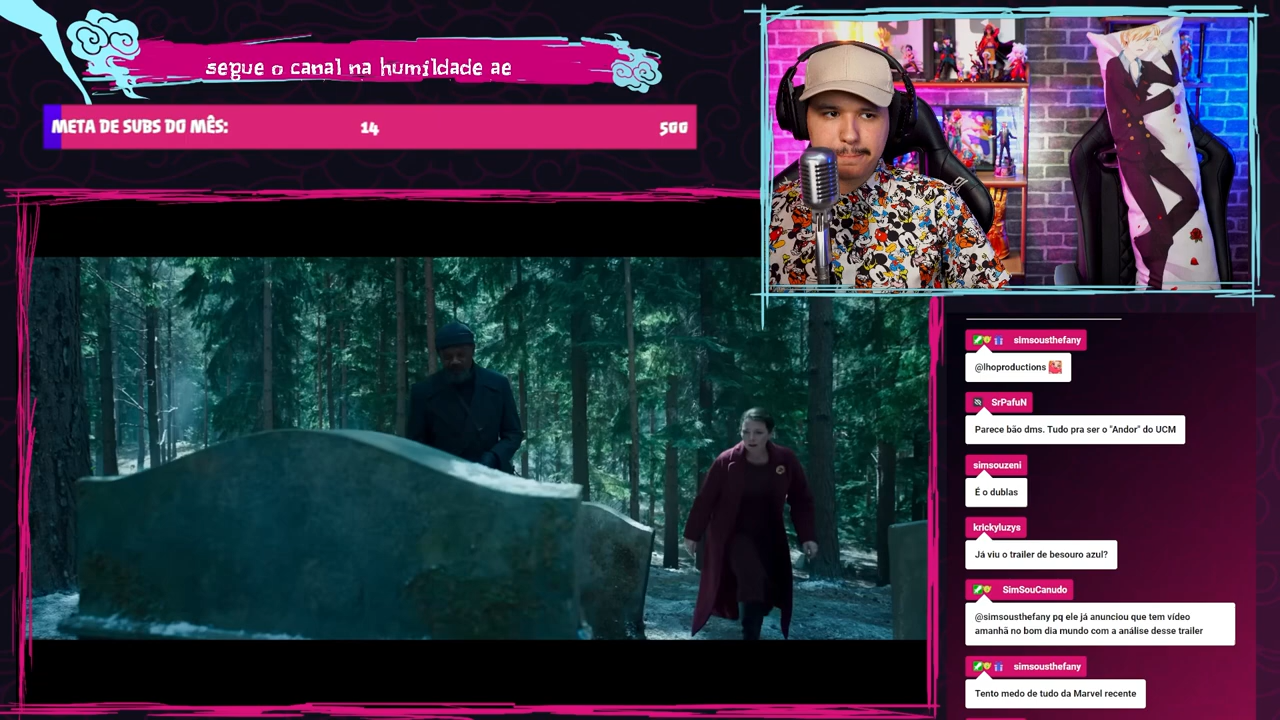 segue o canal na humildade ae
META DE SUBS DO MÊS: 14 500
simsousthefany
@lhoproductions
SrPafuN
Parece bão dms. Tudo pra ser o "Andor" do UCM
simsouzeni
É o dublas
krickyluzys
Já viu o trailer de besouro azul?
SimSouCanudo
@simsousthefany pq ele já anunciou que tem vídeo
amanhã no bom dia mundo com a análise desse trailer
simsousthefany
Tento medo de tudo da Marvel recente